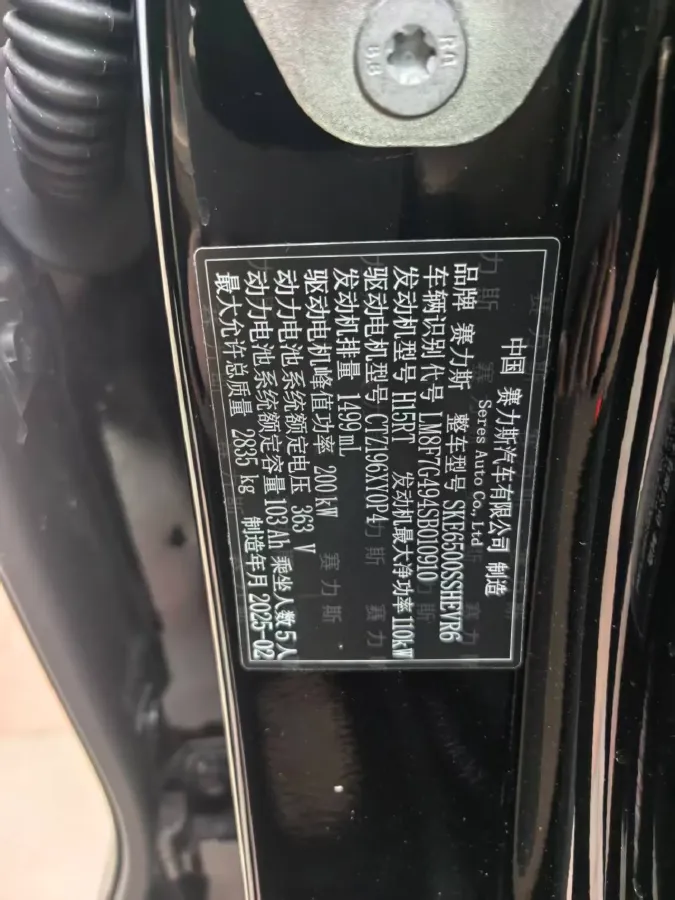 中国 赛力斯汽车有限公司 制造
Seres Auto Co., Ltd
品牌 赛力斯 整车型号 SKE6500SSHEVR6
车辆识别代号 LM8F7G494SB010910
发动机型号 H15RT 发动机最大净功率 110kW
驱动电机型号 CTZ196XY0P4
驱动电机峰值功率 200 kW
发动机排量 1499 mL
动力电池系统额定电压 363 V
动力电池系统额定容量 103 Ah 乘坐人数 5人
最大允许总质量 2835 kg 制造年月 2025-02